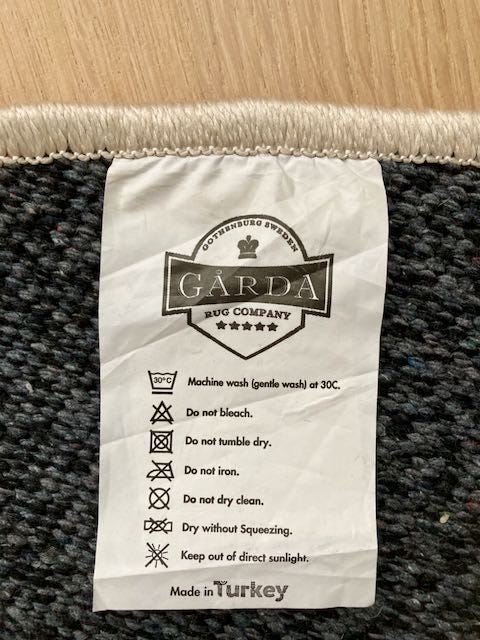 GOTHENBURG SWEDEN
GÅRDA
RUG COMPANY
30°C Machine wash (gentle wash) at 30C.
Do not bleach.
Do not tumble dry.
Do not iron.
Do not dry clean.
Dry without Squeezing.
Keep out of direct sunlight.
Made in Turkey